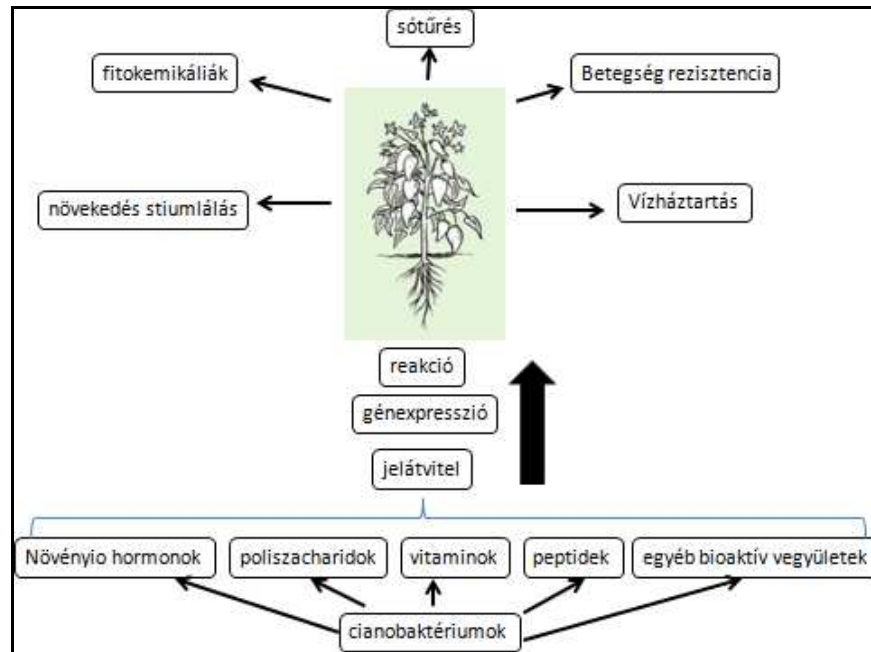 sótűrés
fitokemikáliák
Betegség rezisztencia
növekedés stiumlálás
Vízháztartás
reakció
génexpresszió
jelátvitel
Növényio hormonok
poliszacharidok
vitaminok
peptidek
egyéb bioaktív vegyületek
cianobaktériumok